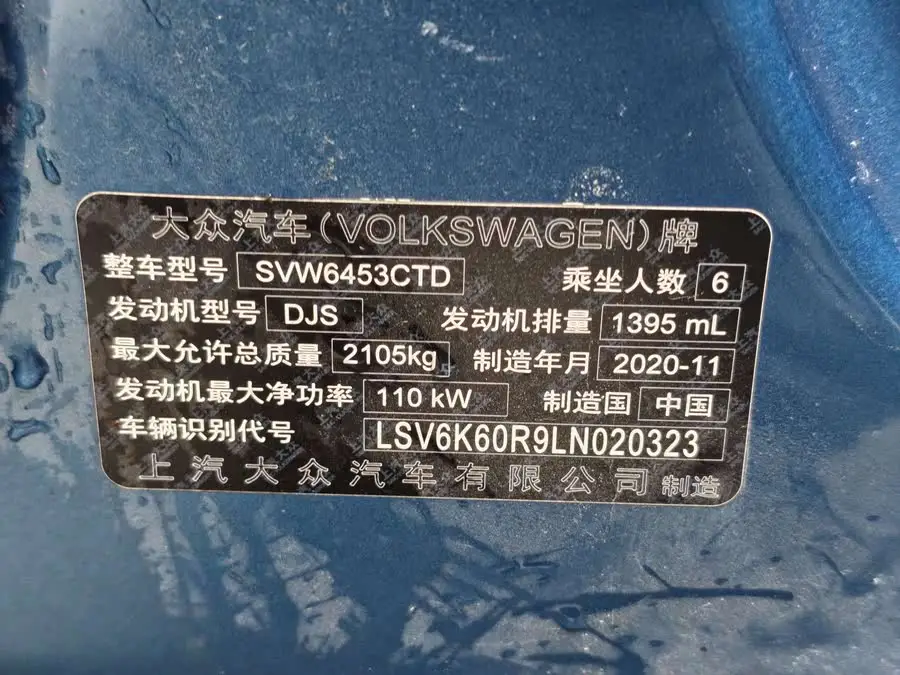 大众汽车(VOLKSWAGEN)牌
整车型号 SVW6453CTD 乘坐人数 6
发动机型号 DJS 发动机排量 1395 mL
最大允许总质量 2105kg 制造年月 2020-11
发动机最大净功率 110 kW 制造国 中国
车辆识别代号 LSV6K60R9LN020323
上汽大众汽车有限公司 制造